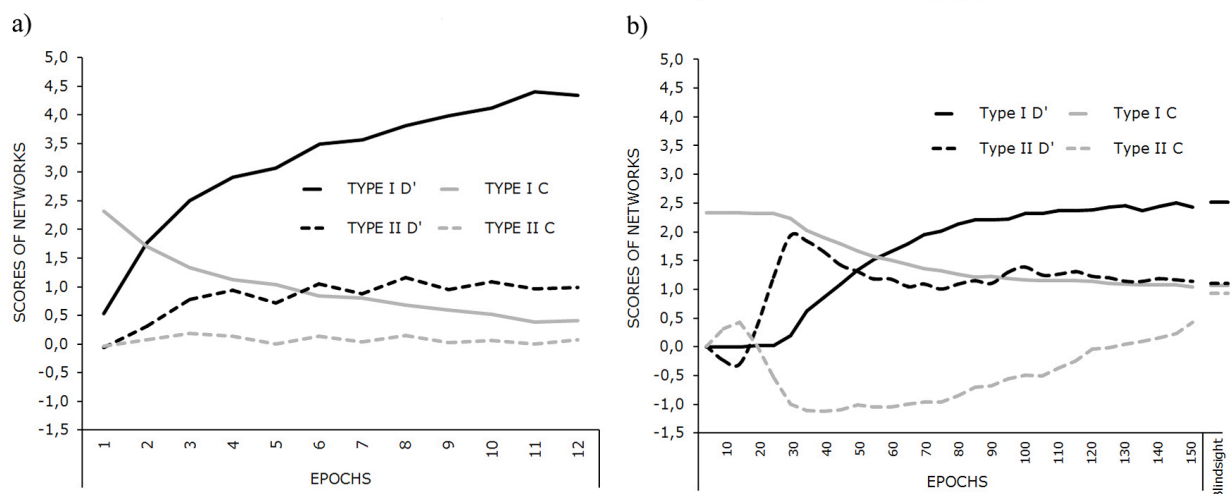 a)
5,0
4,5
4,0
3,5
3,0
2,5
2,0
1,5
1,0
0,5
0,0
-0,5
-1,0
-1,5
SCORES OF NETWORKS
TYPE I D' TYPE I C
TYPE II D' TYPE II C
1 2 3 4 5 6 7 8 9 10 11 12
EPOCHS
b)
5,0
4,5
4,0
3,5
3,0
2,5
2,0
1,5
1,0
0,5
0,0
-0,5
-1,0
-1,5
SCORES OF NETWORKS
Type I D' Type I C
Type II D' Type II C
10 20 30 40 50 60 70 80 90 100 110 120 130 140 150
Blindsight
EPOCHS